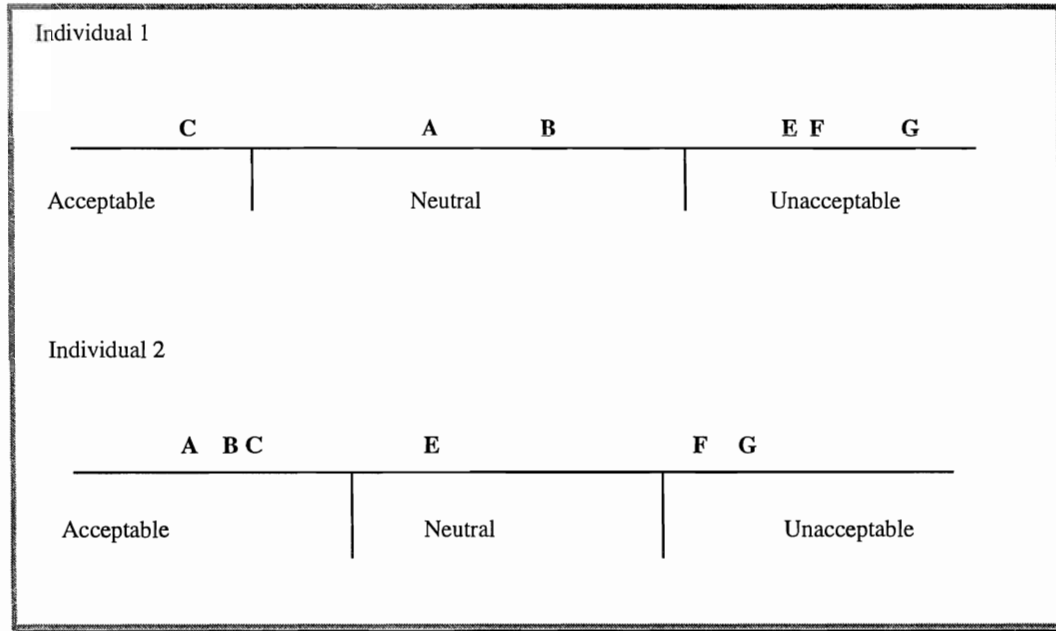 Individual 1
C A B E F G
Acceptable Neutral Unacceptable
Individual 2
A B C E F G
Acceptable Neutral Unacceptable